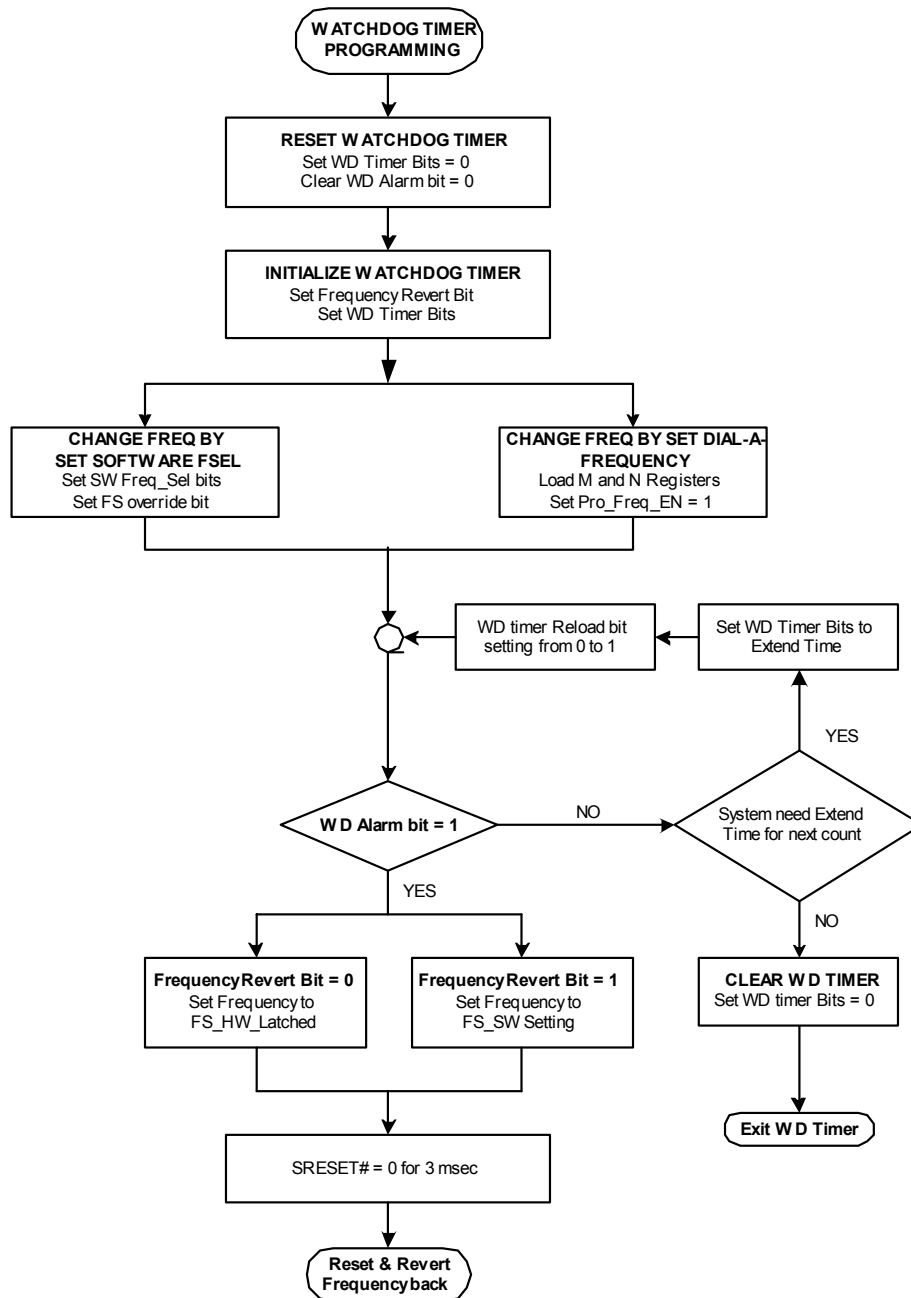 WATCHDOG TIMER
PROGRAMMING
RESET WATCHDOG TIMER
Set WD Timer Bits = 0
Clear WD Alarm bit = 0
INITIALIZE WATCHDOG TIMER
Set Frequency Revert Bit
Set WD Timer Bits
CHANGE FREQ BY
SET SOFTWARE FSEL
Set SW Freq_Sel bits
Set FS override bit
CHANGE FREQ BY SET DIAL-A-
FREQUENCY
Load M and N Registers
Set Pro_Freq_EN = 1
WD timer Reload bit
setting from 0 to 1
Set WD Timer Bits to
Extend Time
YES
WD Alarm bit = 1
NO
System need Extend
Time for next count
YES
NO
Frequency Revert Bit = 0
Set Frequency to
FS_HW_Latched
Frequency Revert Bit = 1
Set Frequency to
FS_SW Setting
CLEAR WD TIMER
Set WD timer Bits = 0
Exit WD Timer
SRESET# = 0 for 3 msec
Reset & Revert
Frequency back